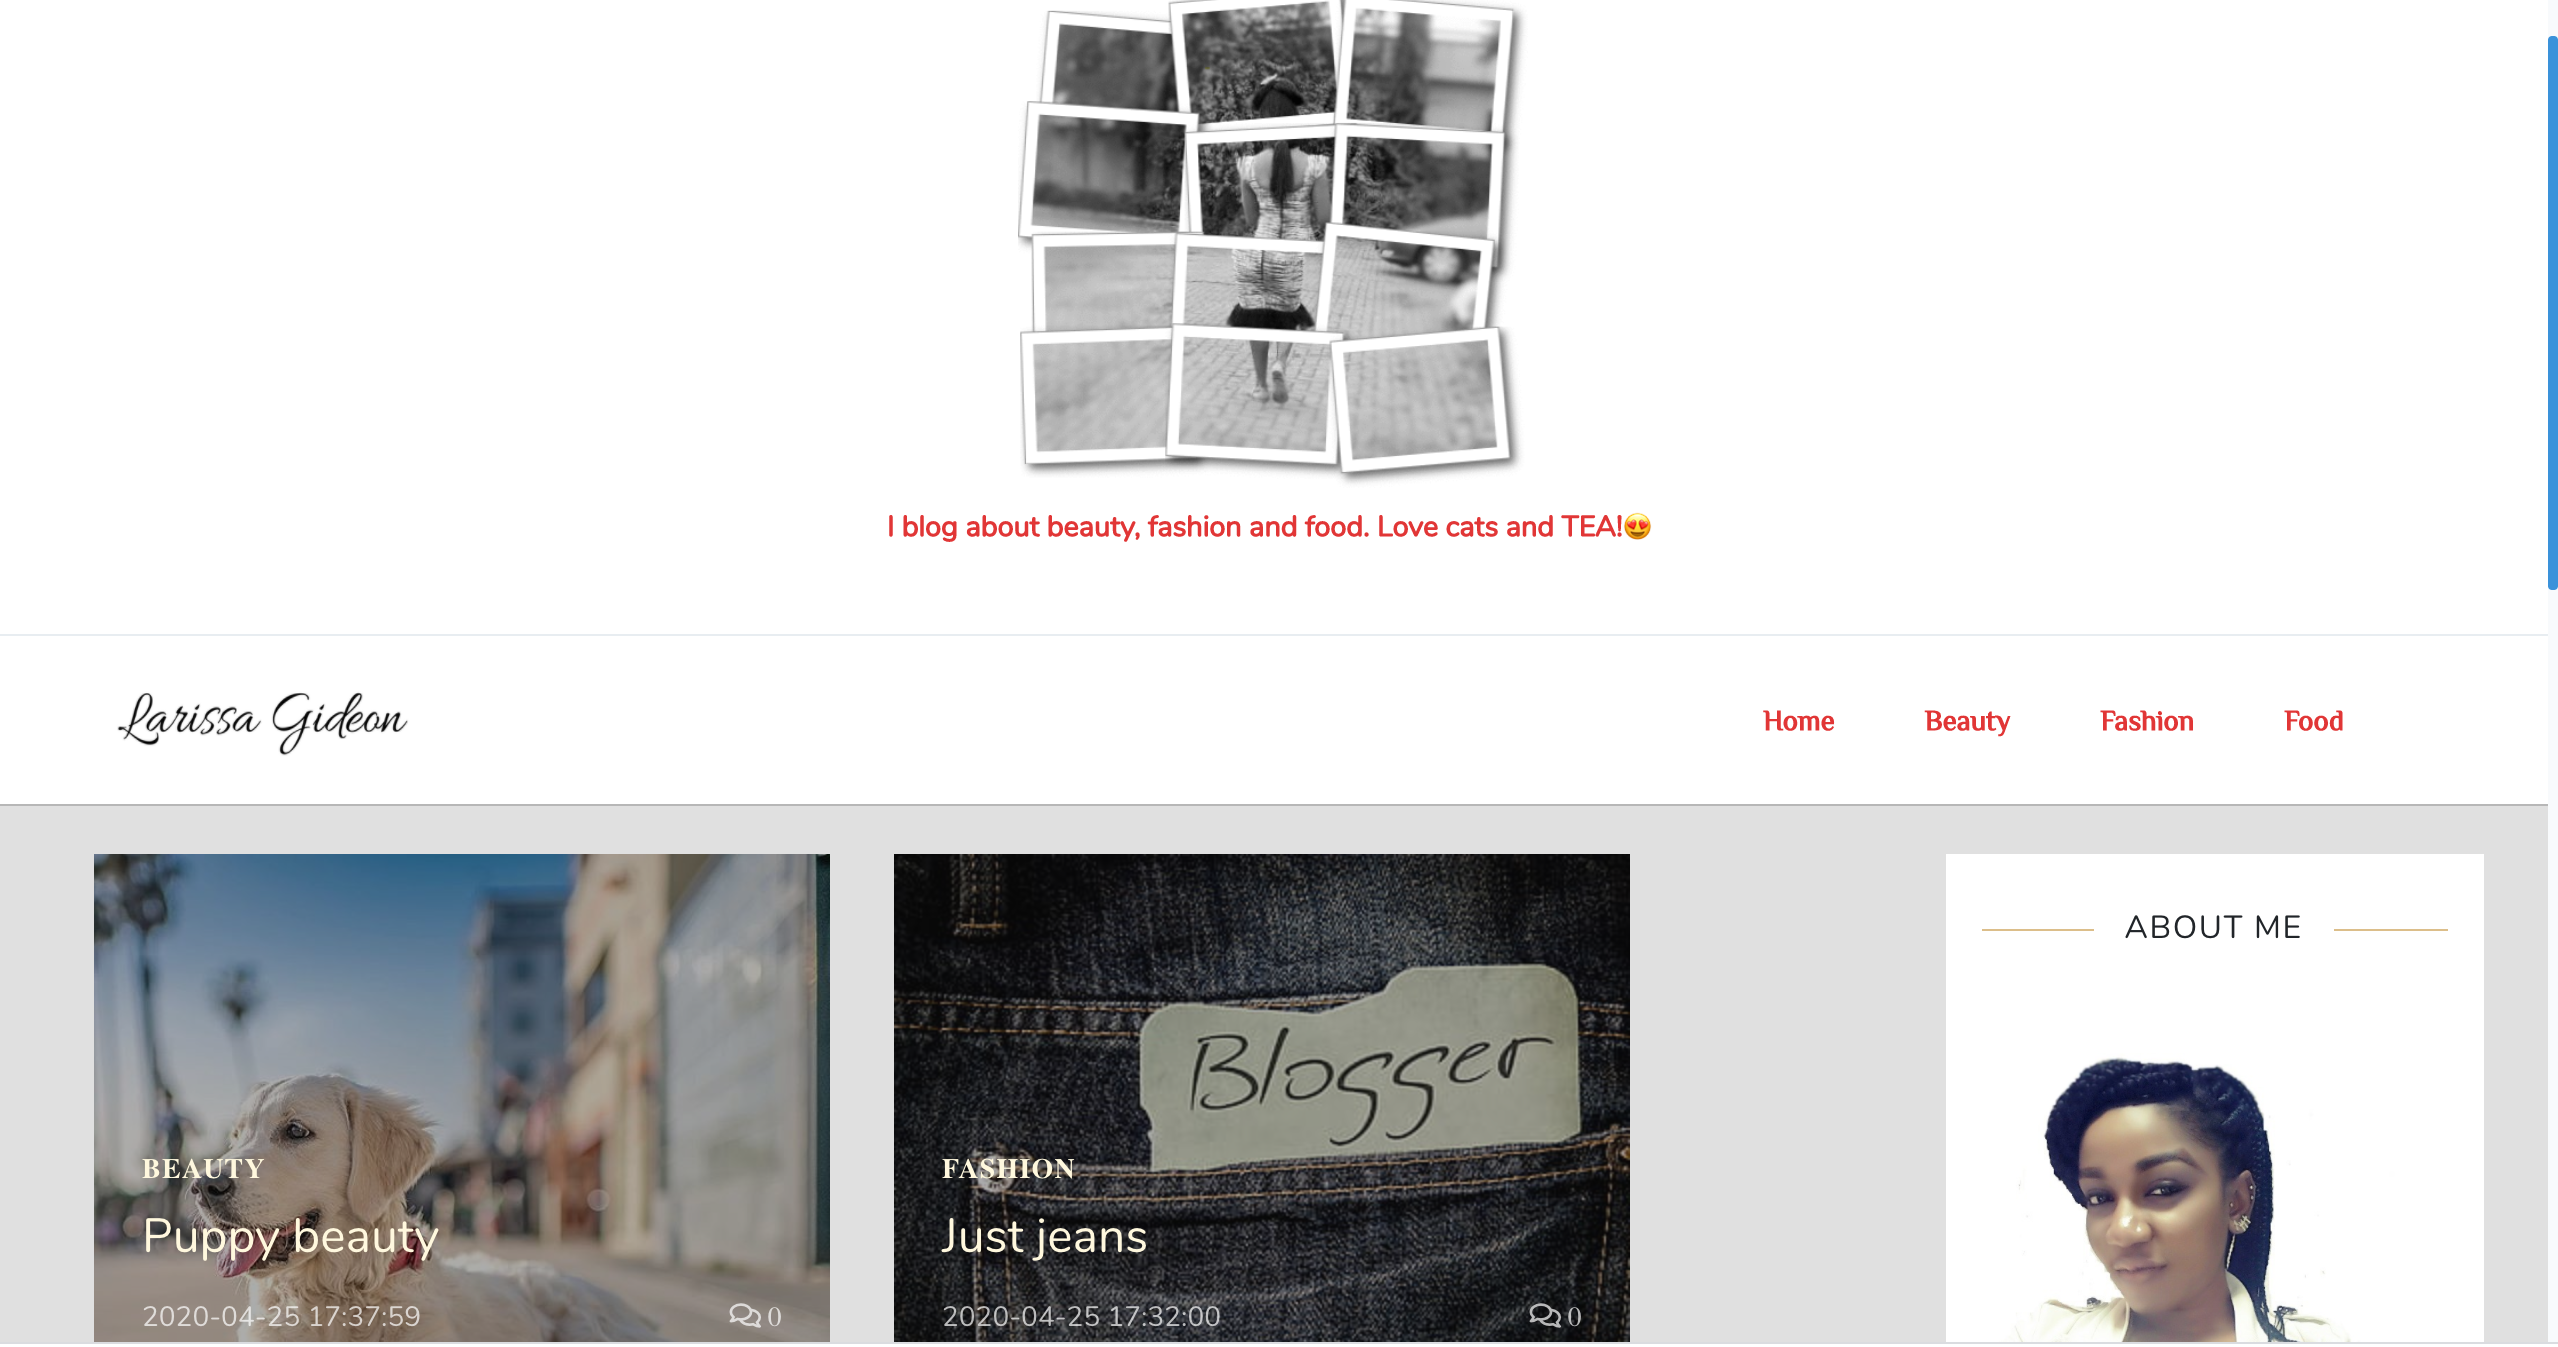 I blog about beauty, fashion and food. Love cats and TEA!😍
Larissa Gideon
Home Beauty Fashion Food
ABOUT ME
Blogger
BEAUTY
Puppy beauty
2020-04-25 17:37:59 0
FASHION
Just jeans
2020-04-25 17:32:00 0